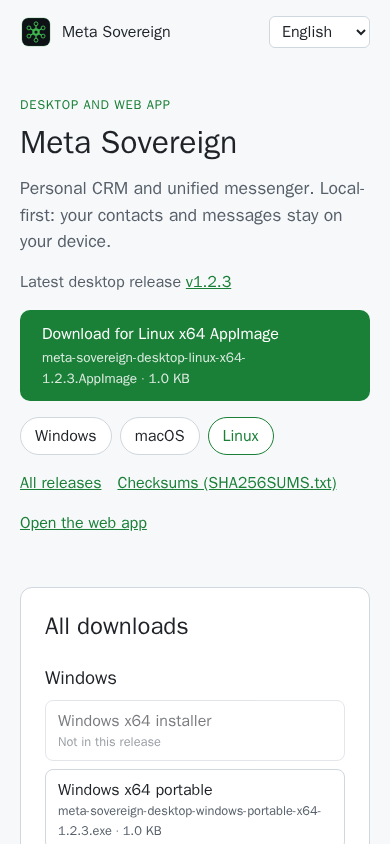 Meta Sovereign
English
DESKTOP AND WEB APP
Meta Sovereign
Personal CRM and unified messenger. Local-
first: your contacts and messages stay on
your device.
Latest desktop release v1.2.3
Download for Linux x64 AppImage
meta-sovereign-desktop-linux-x64-
1.2.3.AppImage · 1.0 KB
Windows
macOS
Linux
All releases
Checksums (SHA256SUMS.txt)
Open the web app
All downloads
Windows
Windows x64 installer
Not in this release
Windows x64 portable
meta-sovereign-desktop-windows-portable-x64-
1.2.3.exe · 1.0 KB